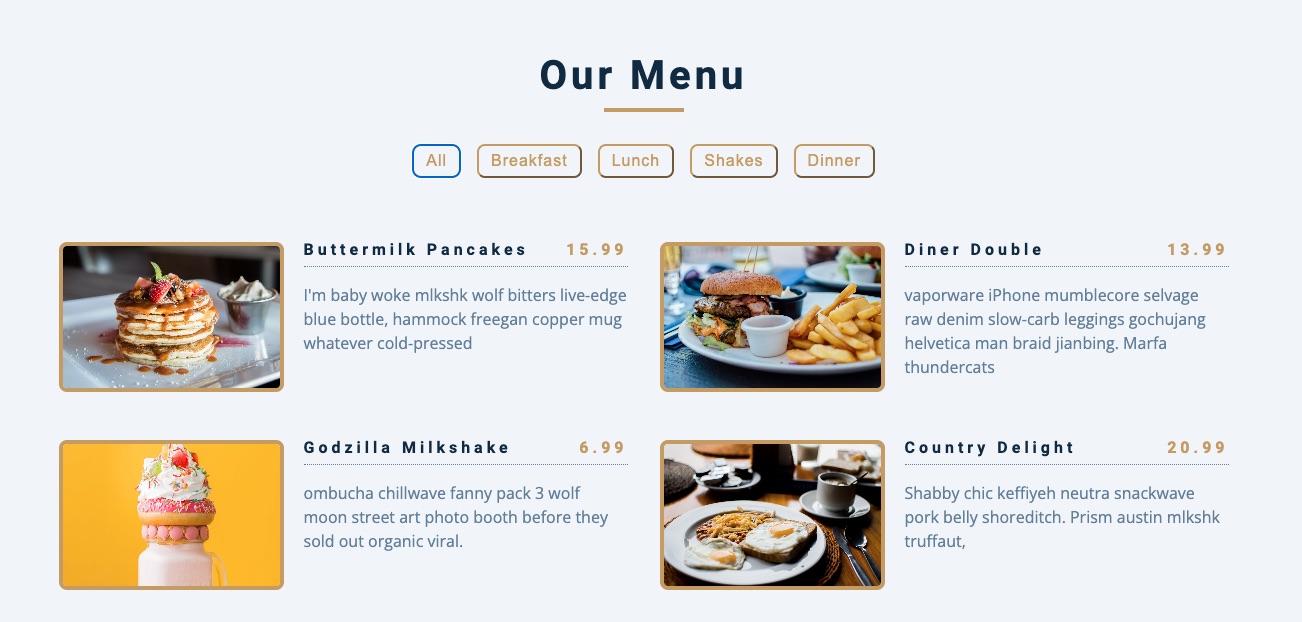 Our Menu
All Breakfast Lunch Shakes Dinner
Buttermilk Pancakes 15.99
I'm baby woke mlkshk wolf bitters live-edge
blue bottle, hammock freegan copper mug
whatever cold-pressed
Diner Double 13.99
vaporware iPhone mumblecore selvage
raw denim slow-carb leggings gochujang
helvetica man braid jianbing. Marfa
thundercats
Godzilla Milkshake 6.99
ombucha chillwave fanny pack 3 wolf
moon street art photo booth before they
sold out organic viral.
Country Delight 20.99
Shabby chic keffiyeh neutra snackwave
pork belly shoreditch. Prism austin mlkshk
truffaut,